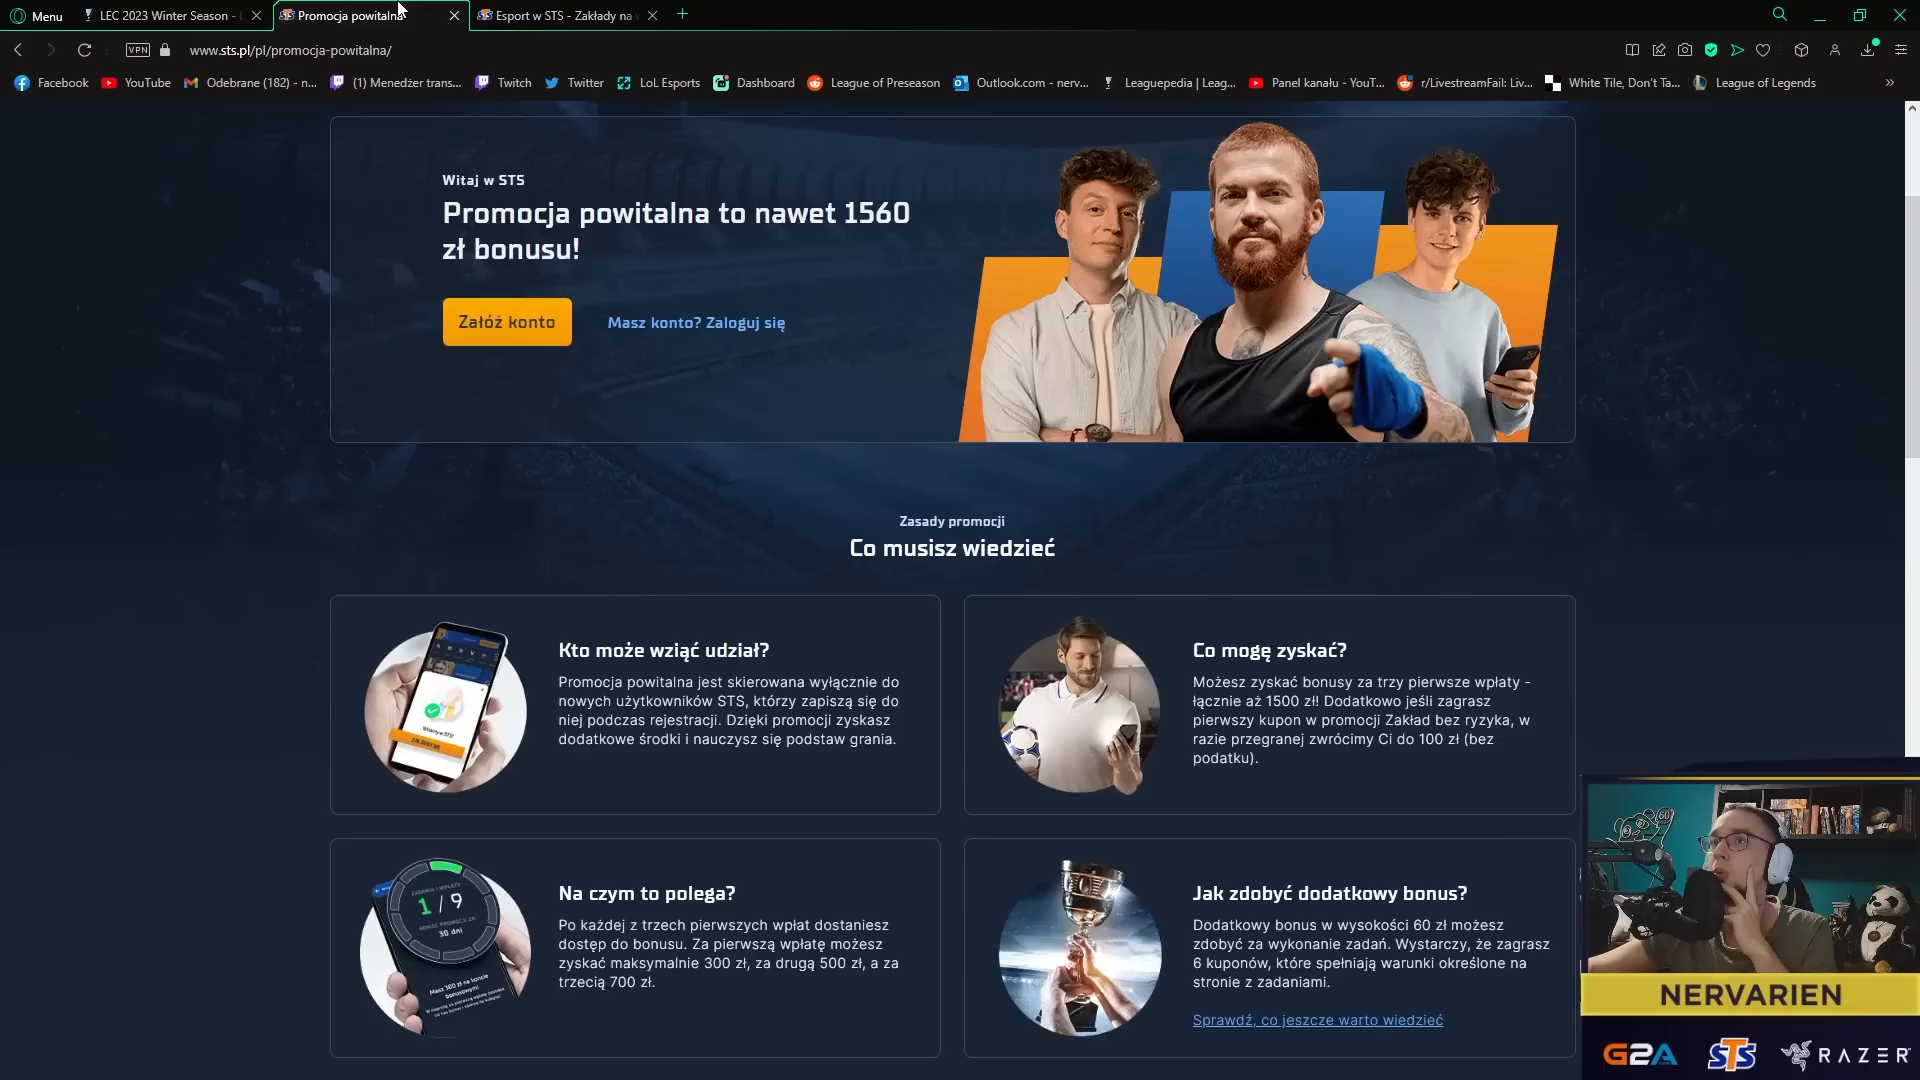 Menu
LEC 2023 Winter Season -
Promocja powitalna
Esport w STS - Zakłady na
VPN
www.sts.pl/pl/promocja-powitalna/
Facebook
YouTube
Odebrane (182) - n...
(1) Menedżer trans...
Twitch
Twitter
LoL Esports
Dashboard
League of Preseason
Outlook.com - nerv...
Leaguepedia | Leag...
Panel kanału - YouT...
r/LivestreamFail: Liv...
White Tile, Don't Ta...
League of Legends
Witaj w STS
Promocja powitalna to nawet 1560
zł bonusu!
Załóż konto
Masz konto? Zaloguj się
Zasady promocji
Co musisz wiedzieć
Kto może wziąć udział?
Promocja powitalna jest skierowana wyłącznie do
nowych użytkowników STS, którzy zapiszą się do
niej podczas rejestracji. Dzięki promocji zyskasz
dodatkowe środki i nauczysz się podstaw grania.
Co mogę zyskać?
Możesz zyskać bonusy za trzy pierwsze wpłaty -
łącznie aż 1500 zł! Dodatkowo jeśli zagrasz
pierwszy kupon w promocji Zakład bez ryzyka, w
razie przegranej zwrócimy Ci do 100 zł (bez
podatku).
1 / 9
30 dni
Na czym to polega?
Po każdej z trzech pierwszych wpłat dostaniesz
dostęp do bonusu. Za pierwszą wpłatę możesz
zyskać maksymalnie 300 zł, za drugą 500 zł, a za
trzecią 700 zł.
Jak zdobyć dodatkowy bonus?
Dodatkowy bonus w wysokości 60 zł możesz
zdobyć za wykonanie zadań. Wystarczy, że zagrasz
6 kuponów, które spełniają warunki określone na
stronie z zadaniami.
Sprawdź, co jeszcze warto wiedzieć
NERVARIEN
G2A
STS
RAZER